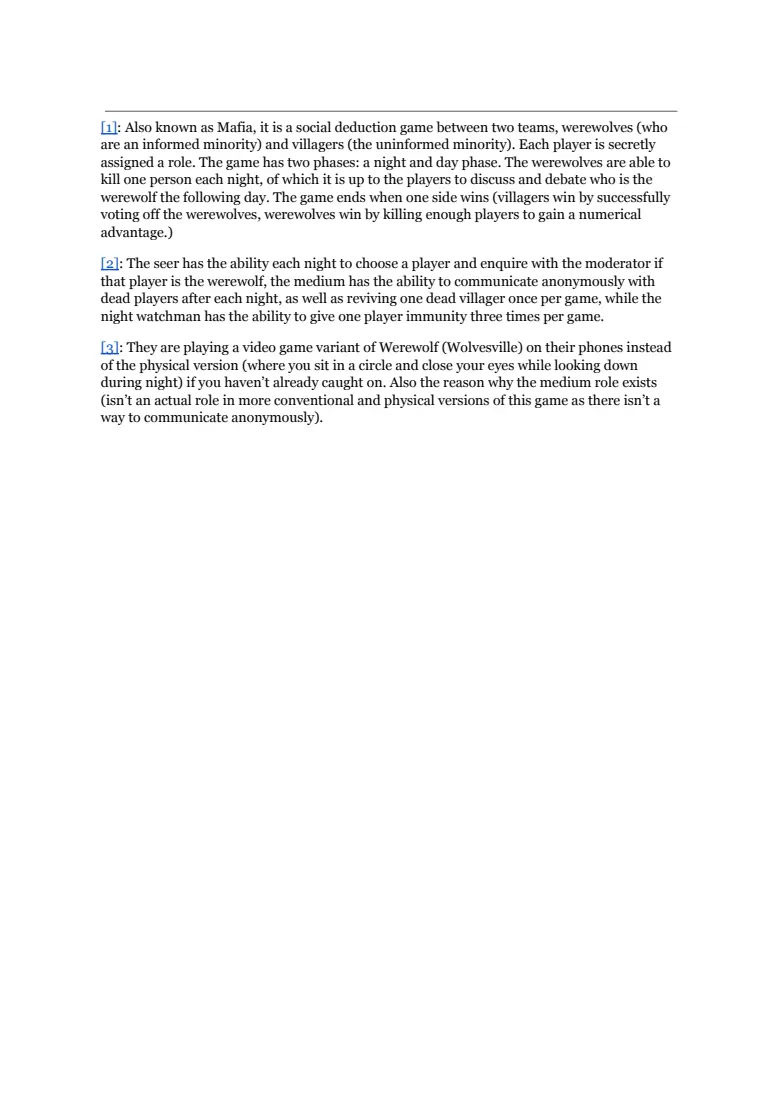 [1]: Also known as Mafia, it is a social deduction game between two teams, werewolves (who
are an informed minority) and villagers (the uninformed minority). Each player is secretly
assigned a role. The game has two phases: a night and day phase. The werewolves are able to
kill one person each night, of which it is up to the players to discuss and debate who is the
werewolf the following day. The game ends when one side wins (villagers win by successfully
voting off the werewolves, werewolves win by killing enough players to gain a numerical
advantage.)
[2]: The seer has the ability each night to choose a player and enquire with the moderator if
that player is the werewolf, the medium has the ability to communicate anonymously with
dead players after each night, as well as reviving one dead villager once per game, while the
night watchman has the ability to give one player immunity three times per game.
[3]: They are playing a video game variant of Werewolf (Wolvesville) on their phones instead
of the physical version (where you sit in a circle and close your eyes while looking down
during night) if you haven’t already caught on. Also the reason why the medium role exists
(isn’t an actual role in more conventional and physical versions of this game as there isn’t a
way to communicate anonymously).